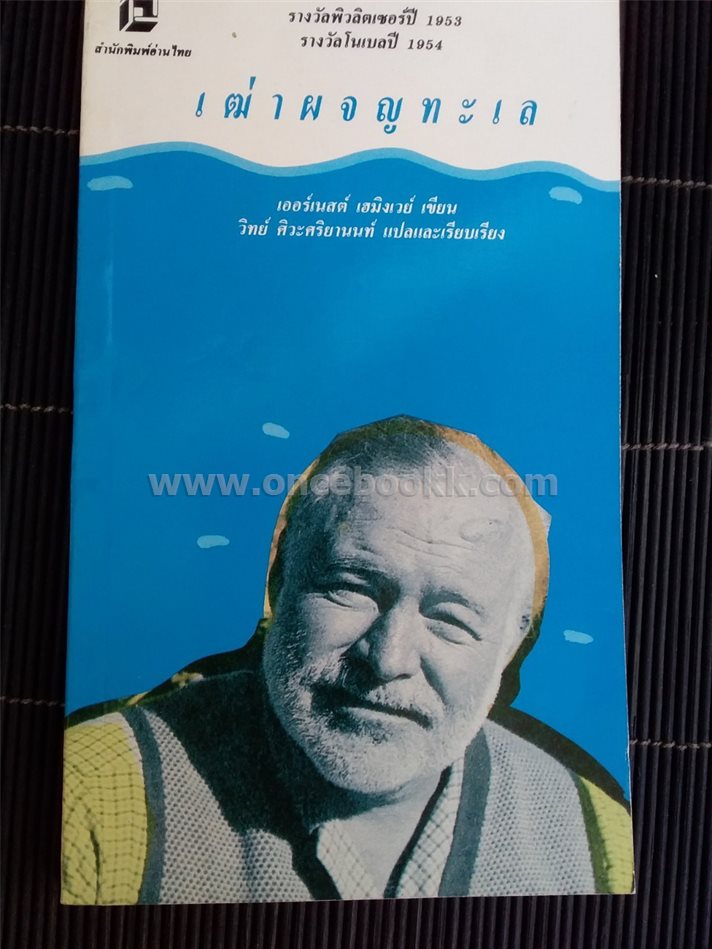 รางวัลพิวลิตเซอร์ปี 1953
สำนักพิมพ์อ่านไทย
รางวัลโนเบลปี 1954
เฒ่าผจญทะเล
เออร์เนสต์ เฮมิงเวย์ เขียน
วิทย์ ศิวะศริยานนท์ แปลและเรียบเรียง
www.oncebookk.com